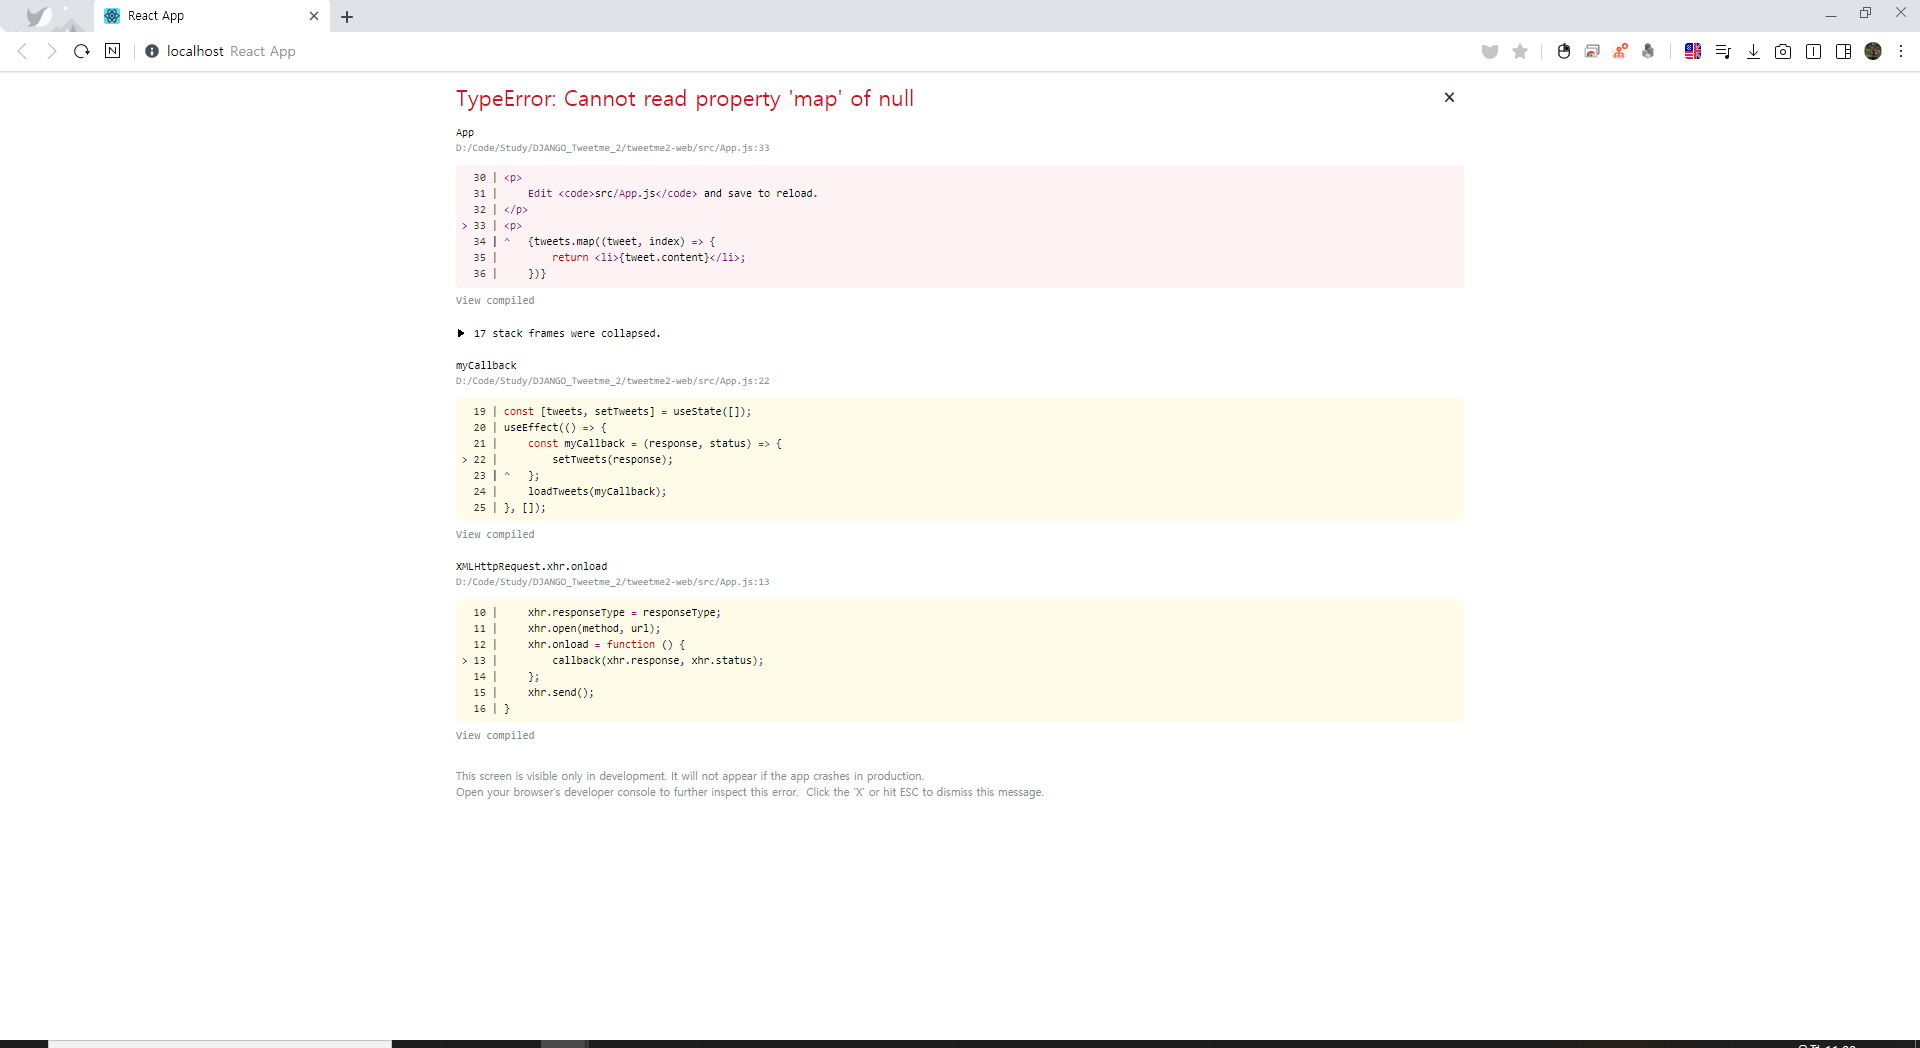 React App
N
localhost React App
TypeError: Cannot read property 'map' of null
App
D:/Code/Study/DJANGO_Tweetme_2/tweetme2-web/src/App.js:33
30 | <p>
31 |     Edit <code>src/App.js</code> and save to reload.
32 | </p>
> 33 | <p>
34 | ^   {tweets.map((tweet, index) => {
35 |         return <li>{tweet.content}</li>;
36 |     })}
View compiled
▶ 17 stack frames were collapsed.
myCallback
D:/Code/Study/DJANGO_Tweetme_2/tweetme2-web/src/App.js:22
19 | const [tweets, setTweets] = useState([]);
20 | useEffect(() => {
21 |     const myCallback = (response, status) => {
> 22 |         setTweets(response);
23 | ^   };
24 |     loadTweets(myCallback);
25 | }, []);
View compiled
XMLHttpRequest.xhr.onload
D:/Code/Study/DJANGO_Tweetme_2/tweetme2-web/src/App.js:13
10 |     xhr.responseType = responseType;
11 |     xhr.open(method, url);
12 |     xhr.onload = function () {
> 13 |         callback(xhr.response, xhr.status);
14 |     };
15 |     xhr.send();
16 | }
View compiled
This screen is visible only in development. It will not appear if the app crashes in production.
Open your browser's developer console to further inspect this error.  Click the 'X' or hit ESC to dismiss this message.